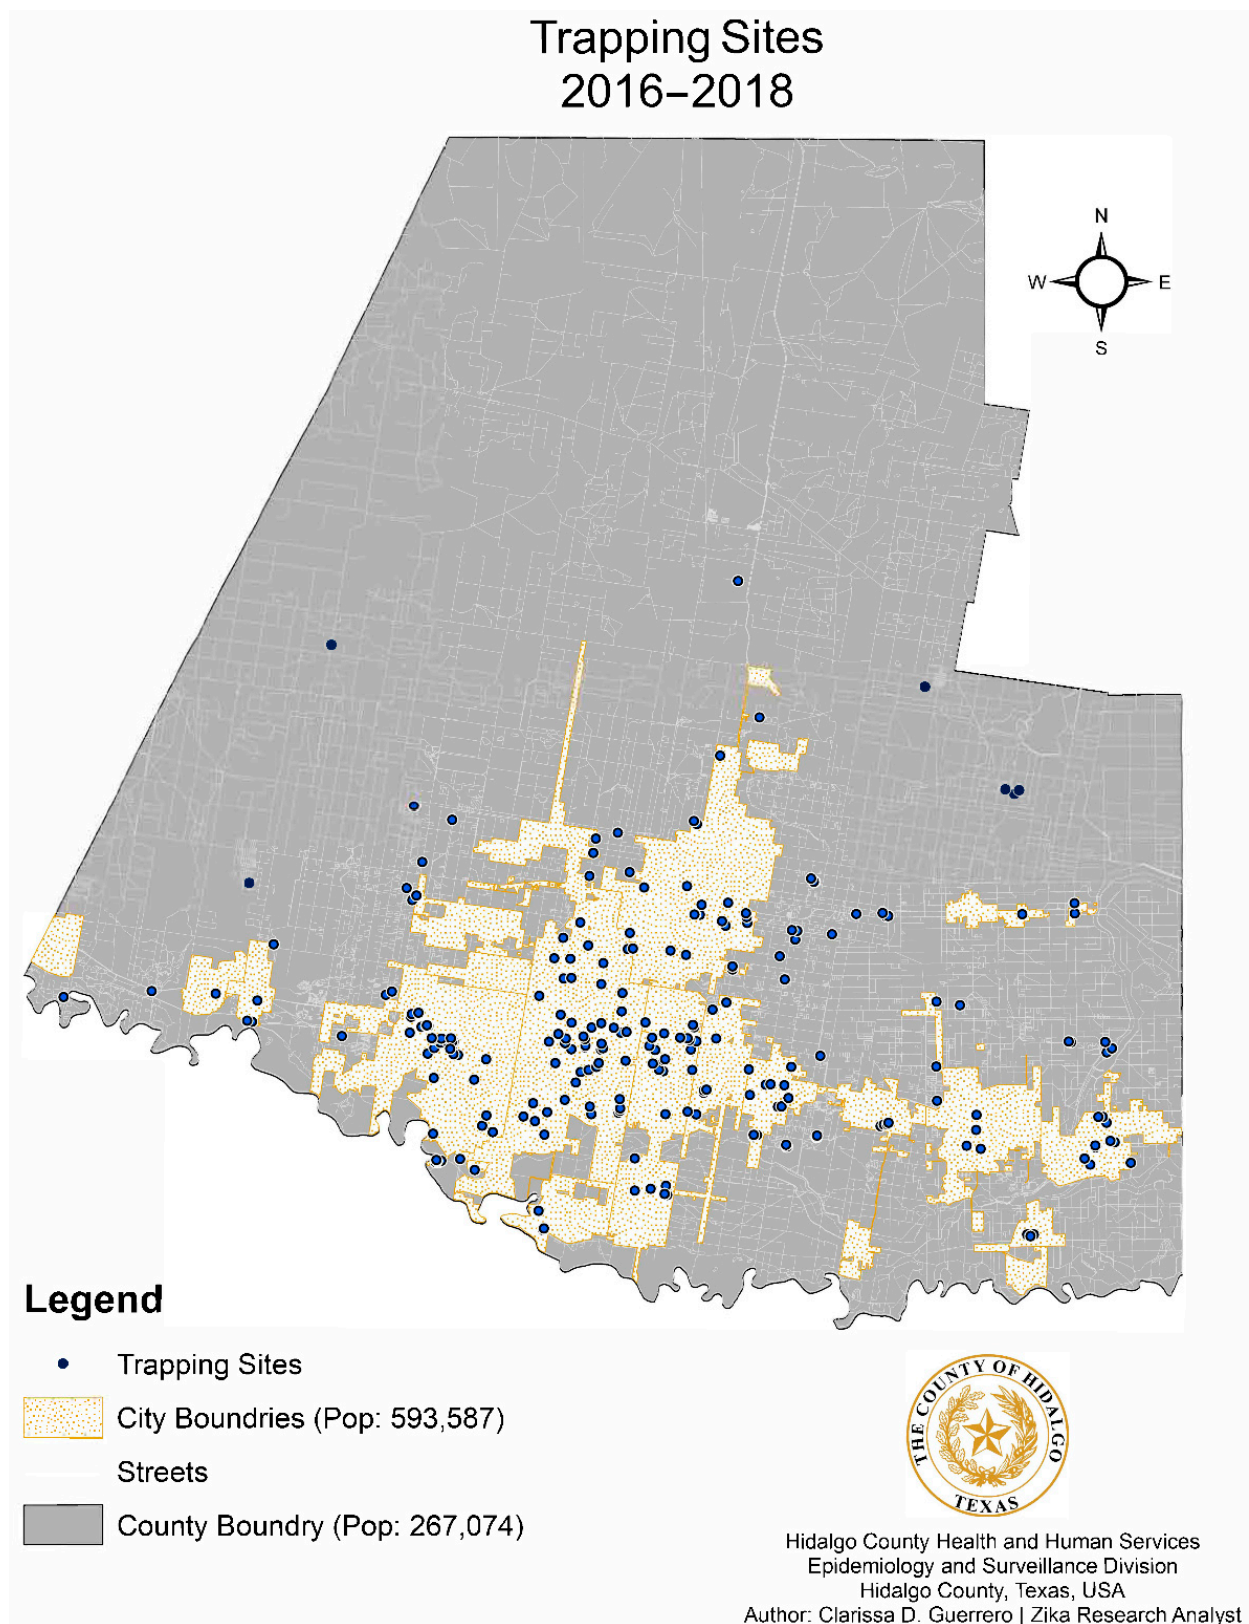 Trapping Sites
2016–2018
N
W
E
S
Legend
Trapping Sites
City Boundries (Pop: 593,587)
Streets
County Boundry (Pop: 267,074)
THE COUNTY OF HIDALGO
TEXAS
Hidalgo County Health and Human Services
Epidemiology and Surveillance Division
Hidalgo County, Texas, USA
Author: Clarissa D. Guerrero | Zika Research Analyst